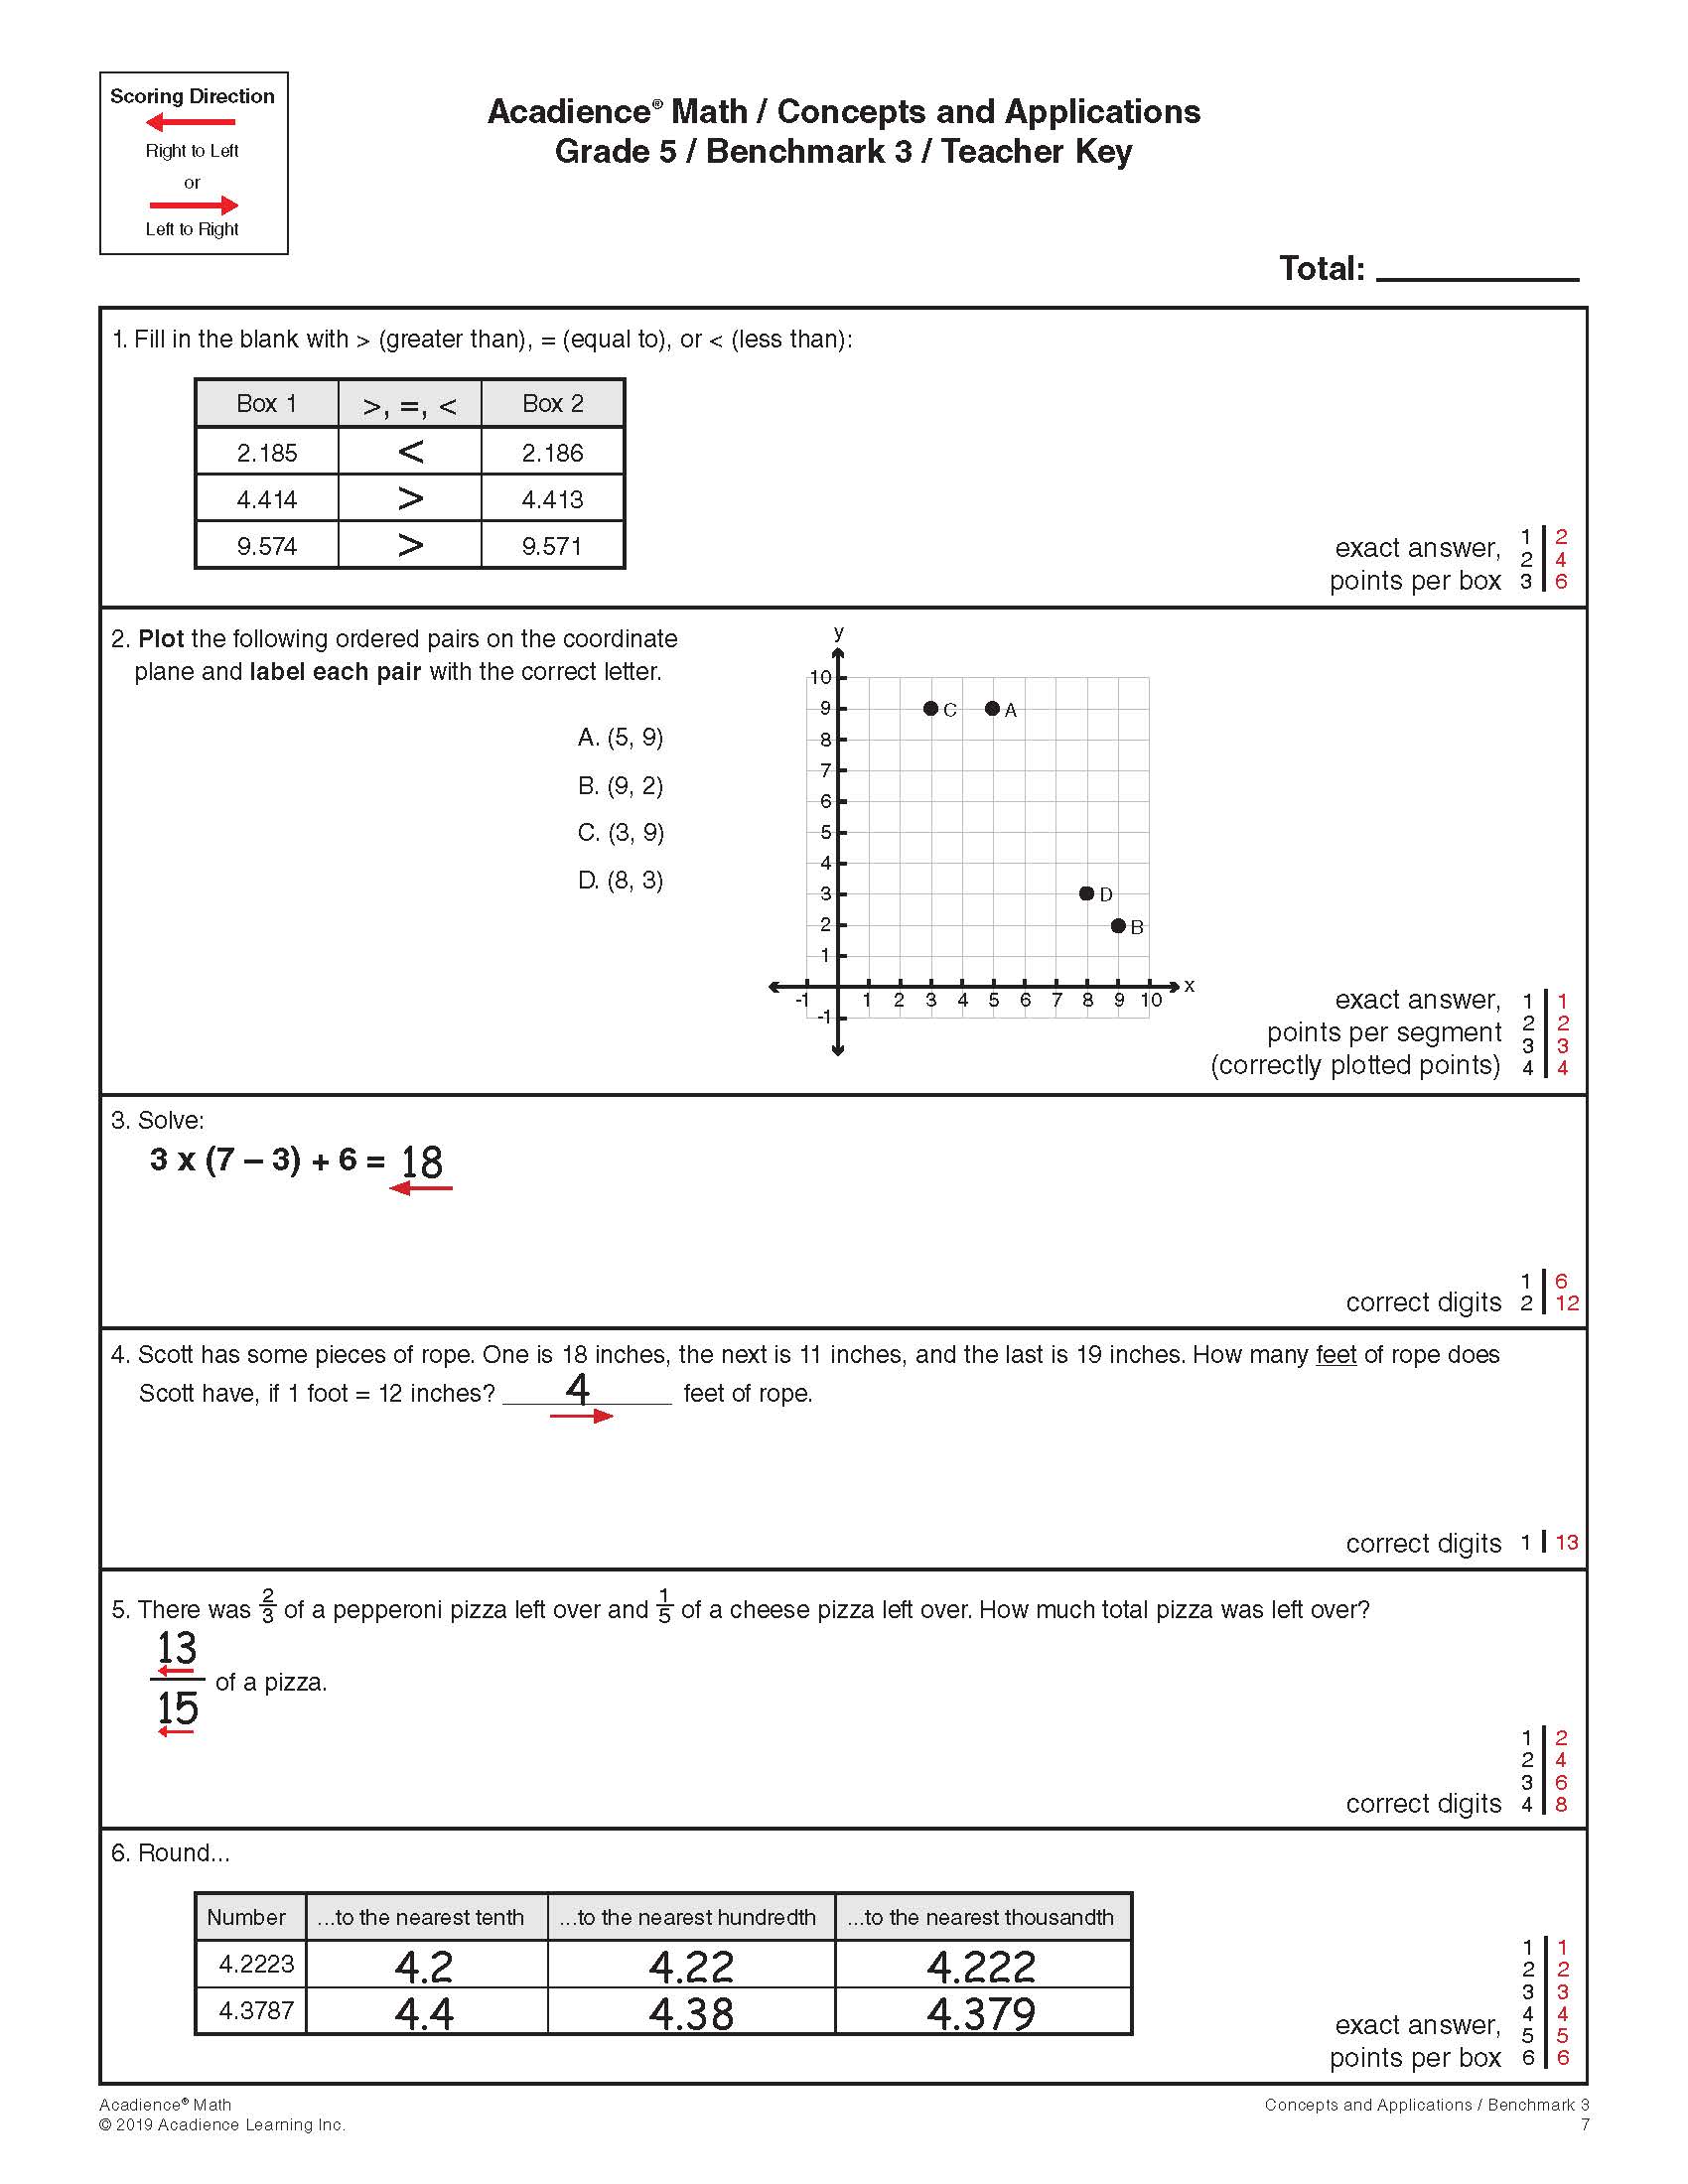 Scoring Direction
Right to Left
or
Left to Right
Acadience® Math / Concepts and Applications
Grade 5 / Benchmark 3 / Teacher Key
Total:
1. Fill in the blank with > (greater than), = (equal to), or < (less than):
Box 1 >, =, < Box 2
2.185 < 2.186
4.414 > 4.413
9.574 > 9.571
exact answer,
points per box
1 2
2 4
3 6
2. Plot the following ordered pairs on the coordinate
plane and label each pair with the correct letter.
A. (5, 9)
B. (9, 2)
C. (3, 9)
D. (8, 3)
y
10
9 C A
8
7
6
5
4
3 D
2 B
1
x
-1 1 2 3 4 5 6 7 8 9 10
-1
exact answer,
points per segment
(correctly plotted points)
1 1
2 2
3 3
4 4
3. Solve:
3 x (7 – 3) + 6 = 18
1 6
correct digits 2 12
4. Scott has some pieces of rope. One is 18 inches, the next is 11 inches, and the last is 19 inches. How many feet of rope does
Scott have, if 1 foot = 12 inches? 4 feet of rope.
correct digits 1 13
5. There was 2/3 of a pepperoni pizza left over and 1/5 of a cheese pizza left over. How much total pizza was left over?
13
15 of a pizza.
1 2
2 4
3 6
correct digits 4 8
6. Round...
Number ...to the nearest tenth ...to the nearest hundredth ...to the nearest thousandth
4.2223 4.2 4.22 4.222
4.3787 4.4 4.38 4.379
exact answer,
points per box
1 1
2 2
3 3
4 4
5 5
6 6
Acadience® Math
© 2019 Acadience Learning Inc.
Concepts and Applications / Benchmark 3
7